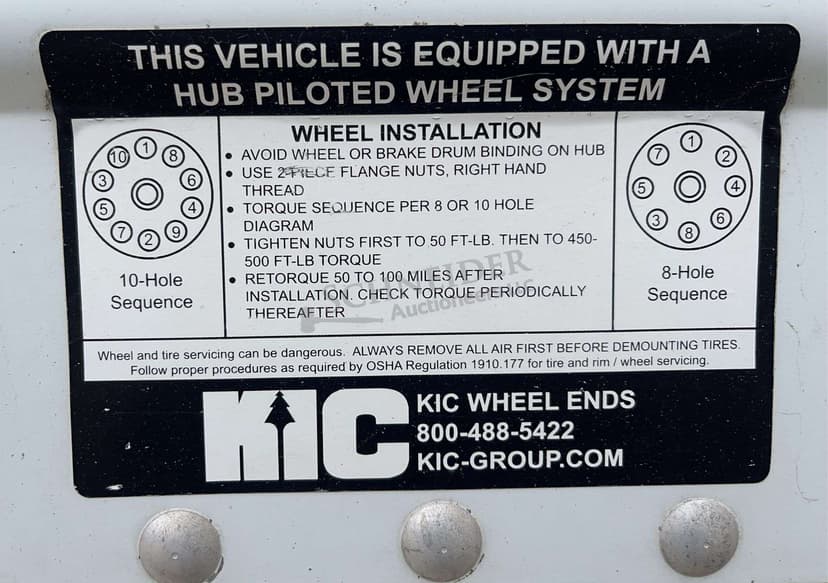 THIS VEHICLE IS EQUIPPED WITH A
HUB PILOTED WHEEL SYSTEM
WHEEL INSTALLATION
• AVOID WHEEL OR BRAKE DRUM BINDING ON HUB
• USE 2-PIECE FLANGE NUTS, RIGHT HAND
THREAD
• TORQUE SEQUENCE PER 8 OR 10 HOLE
DIAGRAM
• TIGHTEN NUTS FIRST TO 50 FT-LB. THEN TO 450-
500 FT-LB TORQUE
• RETORQUE 50 TO 100 MILES AFTER
INSTALLATION. CHECK TORQUE PERIODICALLY
THEREAFTER
10 1 8
3 6
5 4
7 2 9
10-Hole
Sequence
1
7 2
5 4
3 6
8
8-Hole
Sequence
SCHNEIDER
Auctioneers LLC
Wheel and tire servicing can be dangerous. ALWAYS REMOVE ALL AIR FIRST BEFORE DEMOUNTING TIRES.
Follow proper procedures as required by OSHA Regulation 1910.177 for tire and rim / wheel servicing.
KIC
KIC WHEEL ENDS
800-488-5422
KIC-GROUP.COM